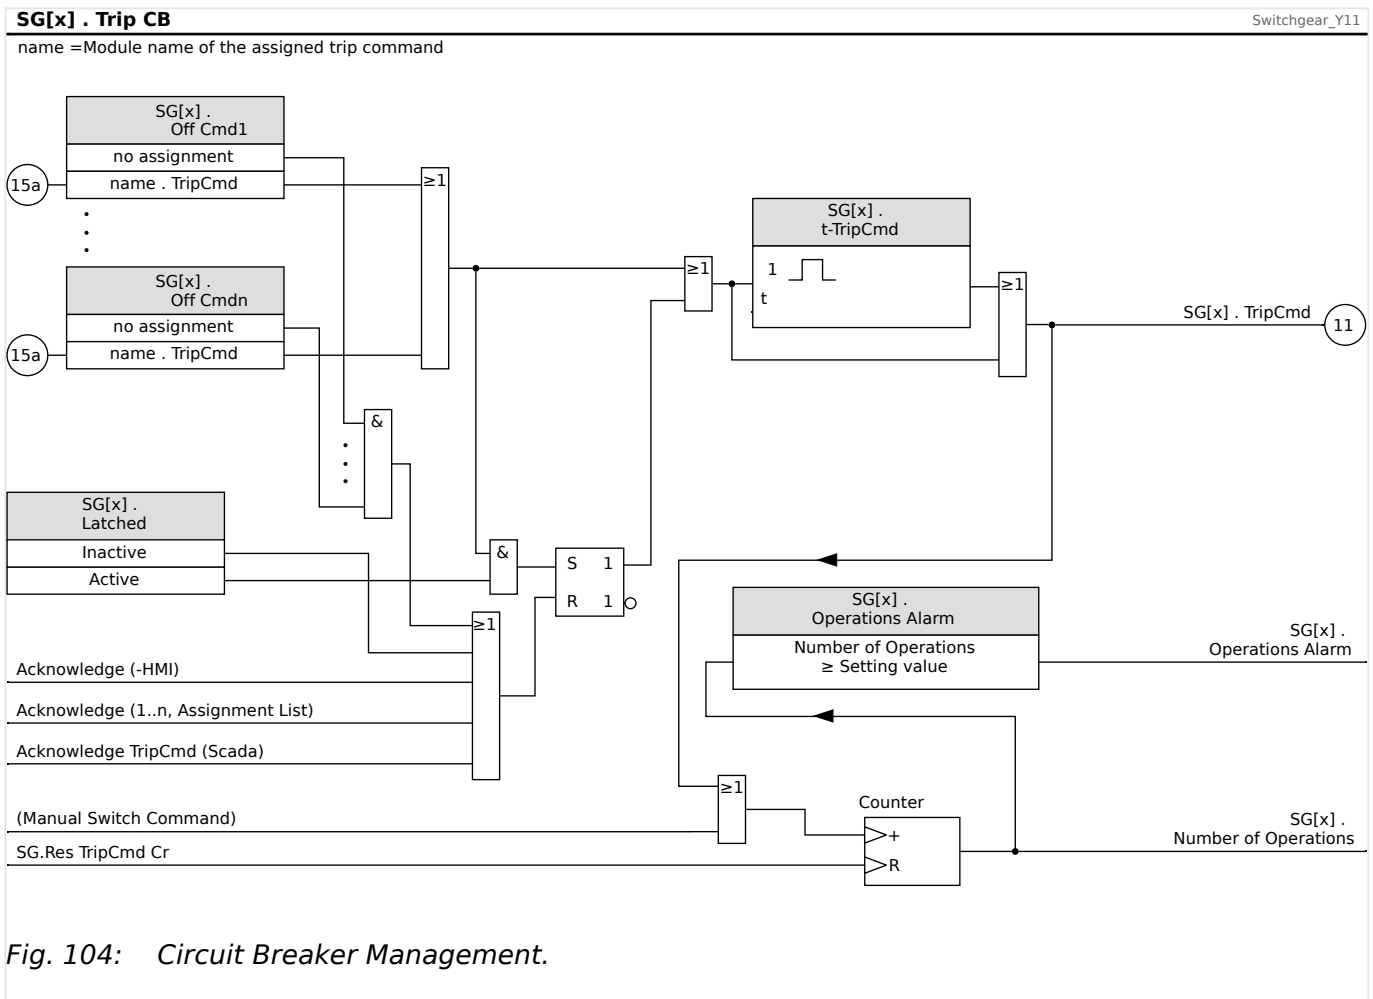 SG[x] . Trip CB
Switchgear_Y11
name =Module name of the assigned trip command
SG[x] .
Off Cmd1
no assignment
15a
name . TripCmd
≥1
SG[x] .
t-TripCmd
1
t
≥1
≥1
SG[x] . TripCmd
11
SG[x] .
Off Cmdn
no assignment
15a
name . TripCmd
&
SG[x] .
Latched
Inactive
Active
&
S 1
R 1
≥1
Acknowledge (-HMI)
Acknowledge (1..n, Assignment List)
Acknowledge TripCmd (Scada)
SG[x] .
Operations Alarm
Number of Operations
≥ Setting value
SG[x] .
Operations Alarm
≥1
(Manual Switch Command)
SG.Res TripCmd Cr
Counter
+
R
SG[x] .
Number of Operations
Fig. 104: Circuit Breaker Management.